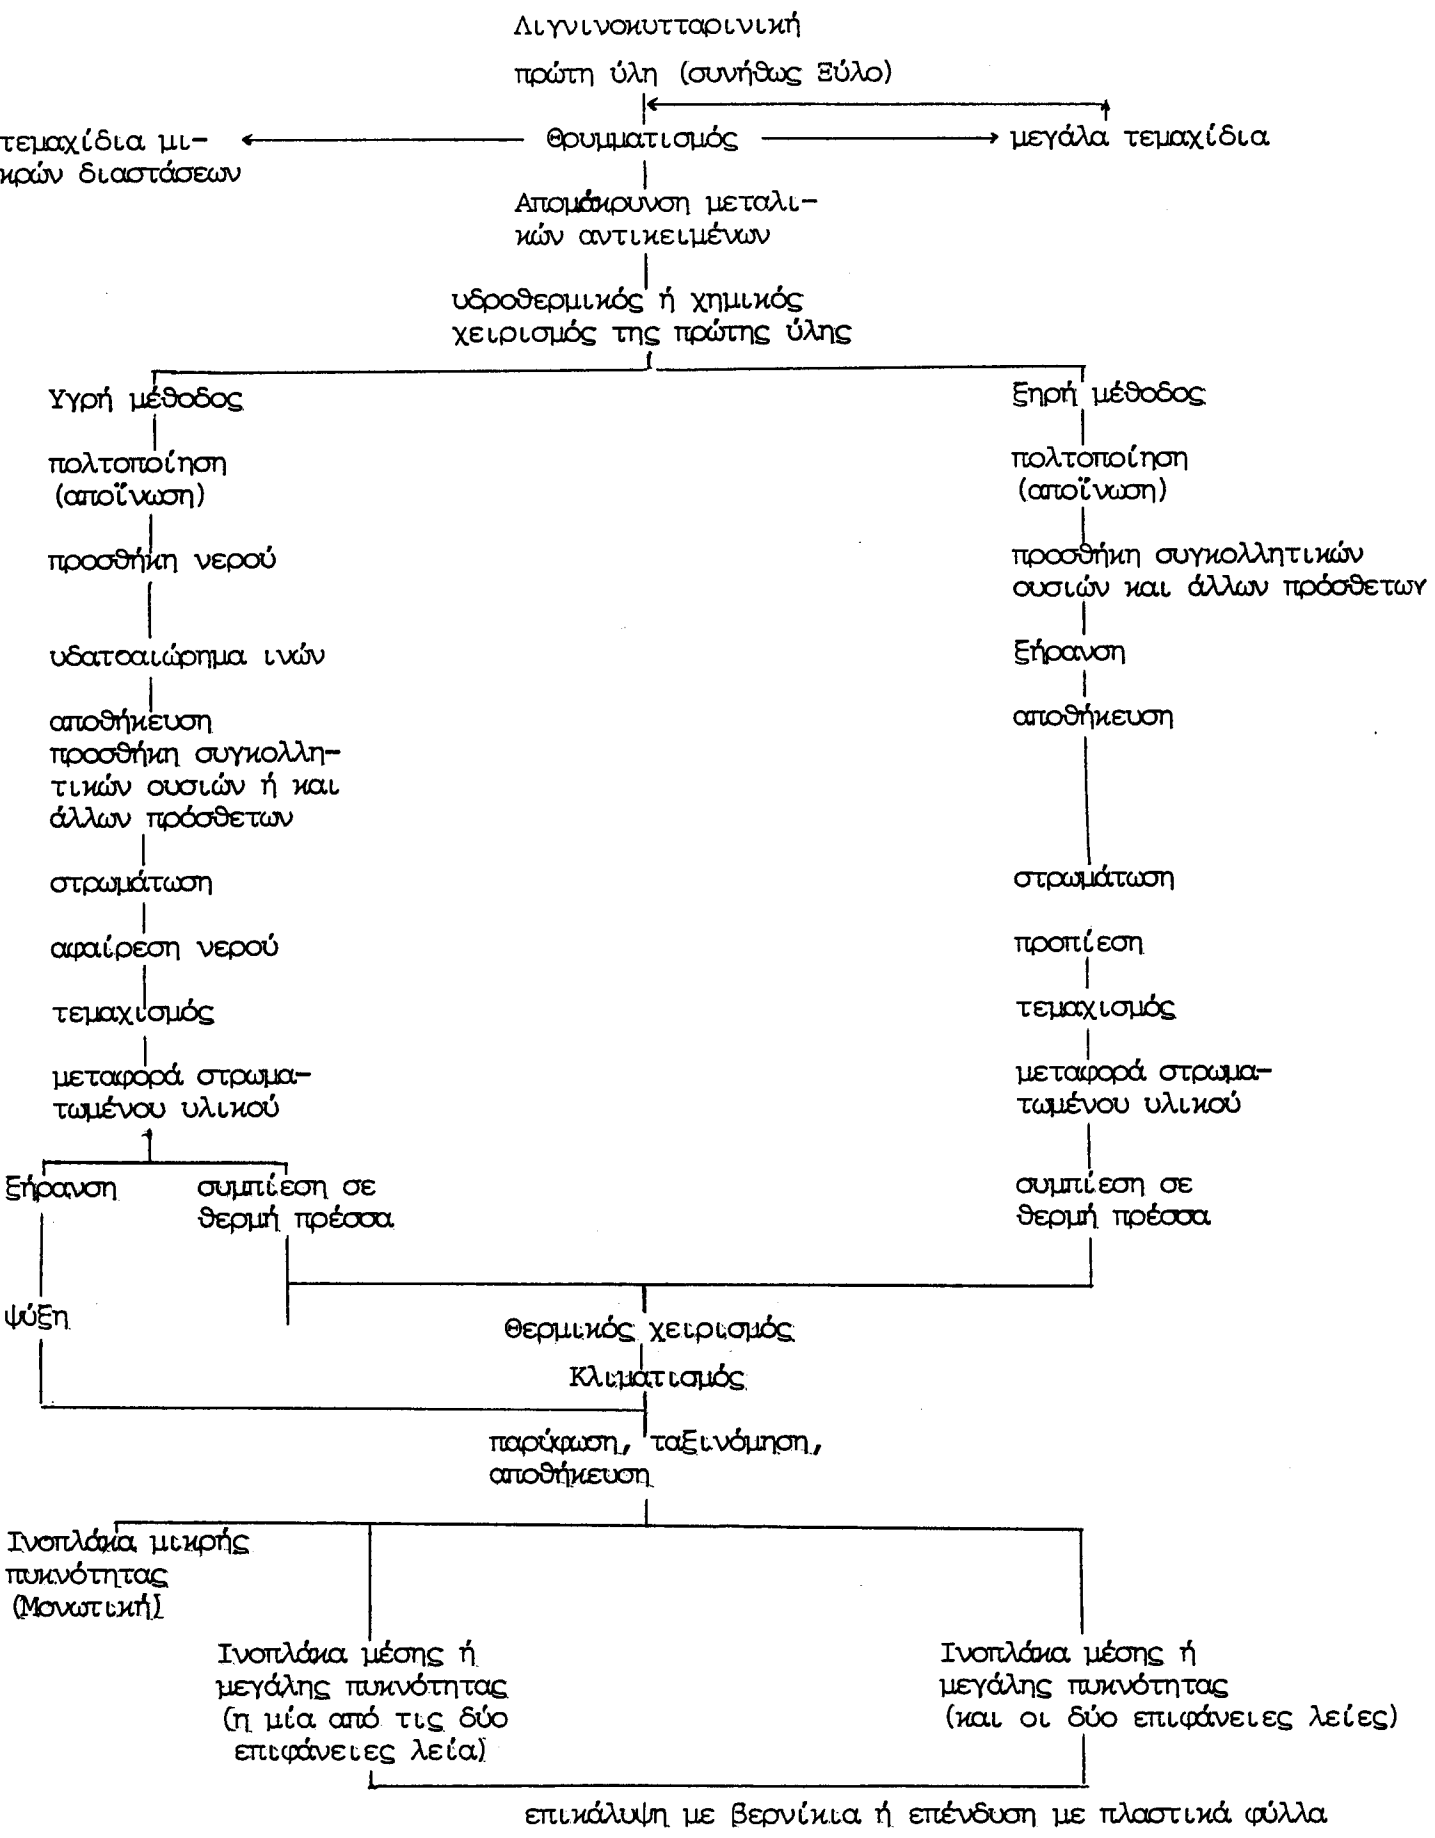 Λιγνινοκυτταρινική
πρώτη ύλη (συνήθως Ξύλο)
τεμαχίδια μι-
κρών διαστάσεων
Θρυμματισμός
μεγάλα τεμαχίδια
Απομάκρυνση μεταλι-
κών αντικειμένων
υδροθερμικός ή χημικός
χειρισμός της πρώτης ύλης
Υγρή μέθοδος
πολτοποίηση
(αποΐνωση)
προσθήκη νερού
υδατοαιώρημα ινών
αποθήκευση
προσθήκη συγκολλη-
τικών ουσιών ή και
άλλων πρόσθετων
στρωμάτωση
αφαίρεση νερού
τεμαχισμός
μεταφορά στρωμα-
τωμένου υλικού
ξήρανση
συμπίεση σε
θερμή πρέσσα
ψύξη
ξηρή μέθοδος
πολτοποίηση
(αποΐνωση)
προσθήκη συγκολλητικών
ουσιών και άλλων πρόσθετων
ξήρανση
αποθήκευση
στρωμάτωση
προπίεση
τεμαχισμός
μεταφορά στρωμα-
τωμένου υλικού
συμπίεση σε
θερμή πρέσσα
Θερμικός χειρισμός
Κλιματισμός
παρύφωση, ταξινόμηση,
αποθήκευση
Ινοπλάκα μικρής
πυκνότητας
(Μονωτική)
Ινοπλάκα μέσης ή
μεγάλης πυκνότητας
(η μία από τις δύο
επιφάνειες λεία)
Ινοπλάκα μέσης ή
μεγάλης πυκνότητας
(και οι δύο επιφάνειες λείες)
επικάλυψη με βερνίκια ή επένδυση με πλαστικά φύλλα